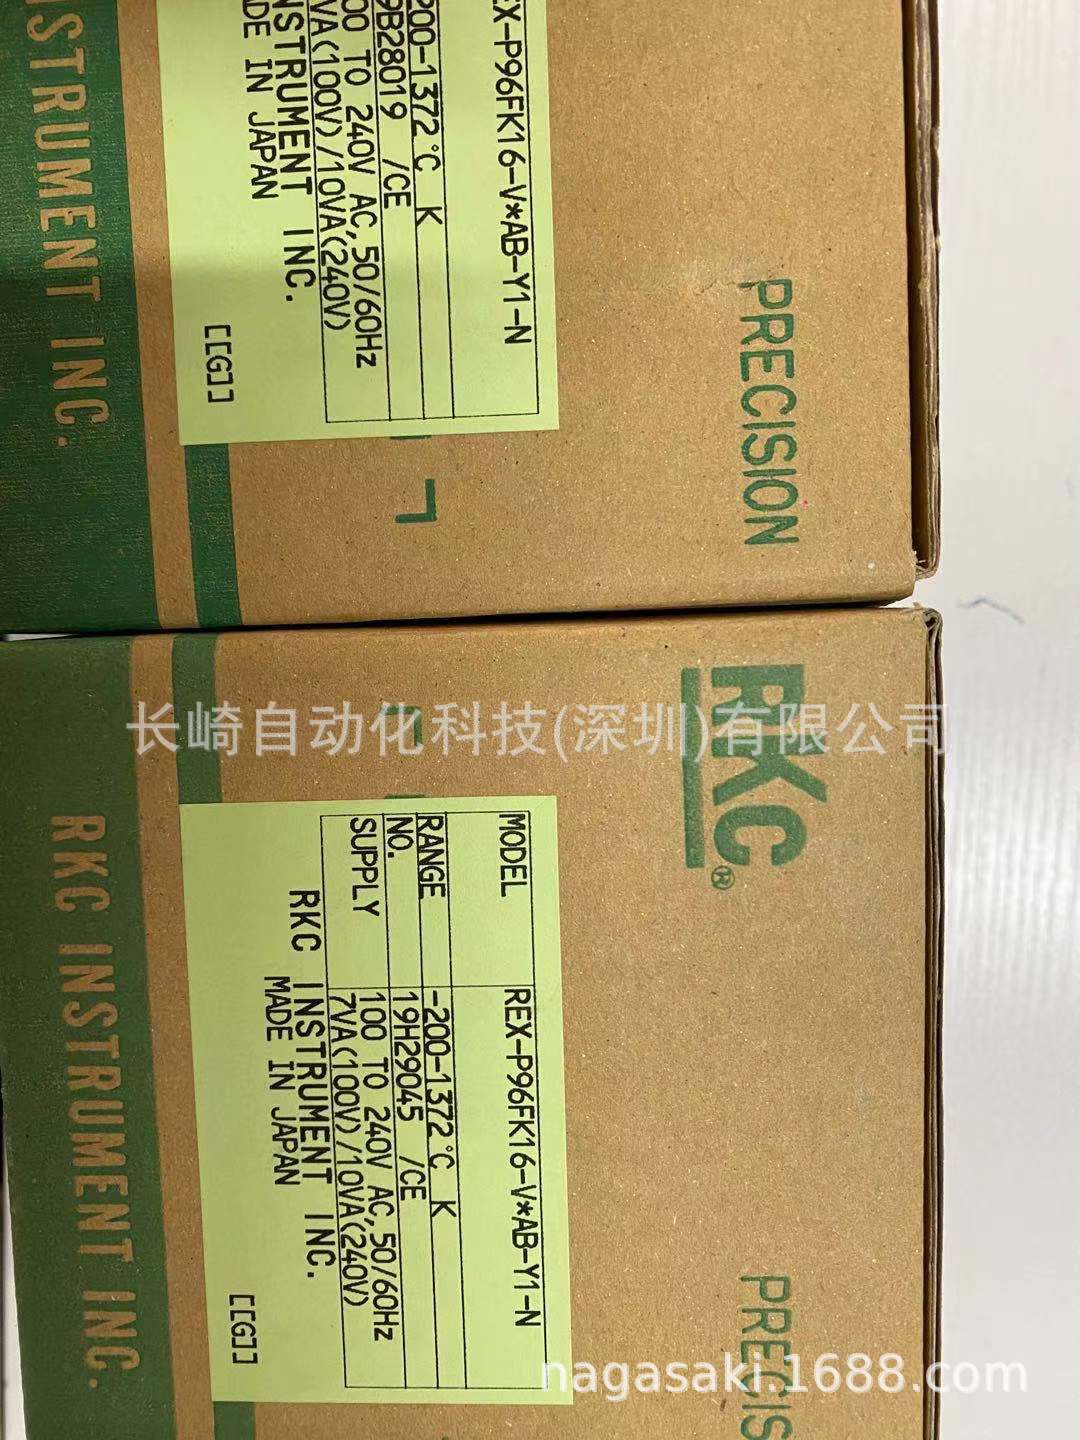 RKC®
PRECIS
MODEL REX-P96FK16-V*AB-Y1-N
RANGE -200-1372°C K
NO. 19H29045 /CE
SUPPLY 100 TO 240V AC,50/60Hz
7VA(100V)/10VA(240V)
RKC INSTRUMENT INC.
MADE IN JAPAN
[[G]]
RKC INSTRUMENT INC.
PRECISION
REX-P96FK16-V*AB-Y1-N
200-1372°C K
9B28019 /CE
00 TO 240V AC,50/60Hz
VA(100V)/10VA(240V)
NSTRUMENT INC.
ADE IN JAPAN
[[G]]
NSTRUMENT INC.
长崎自动化科技(深圳)有限公司
nagasaki.1688.com